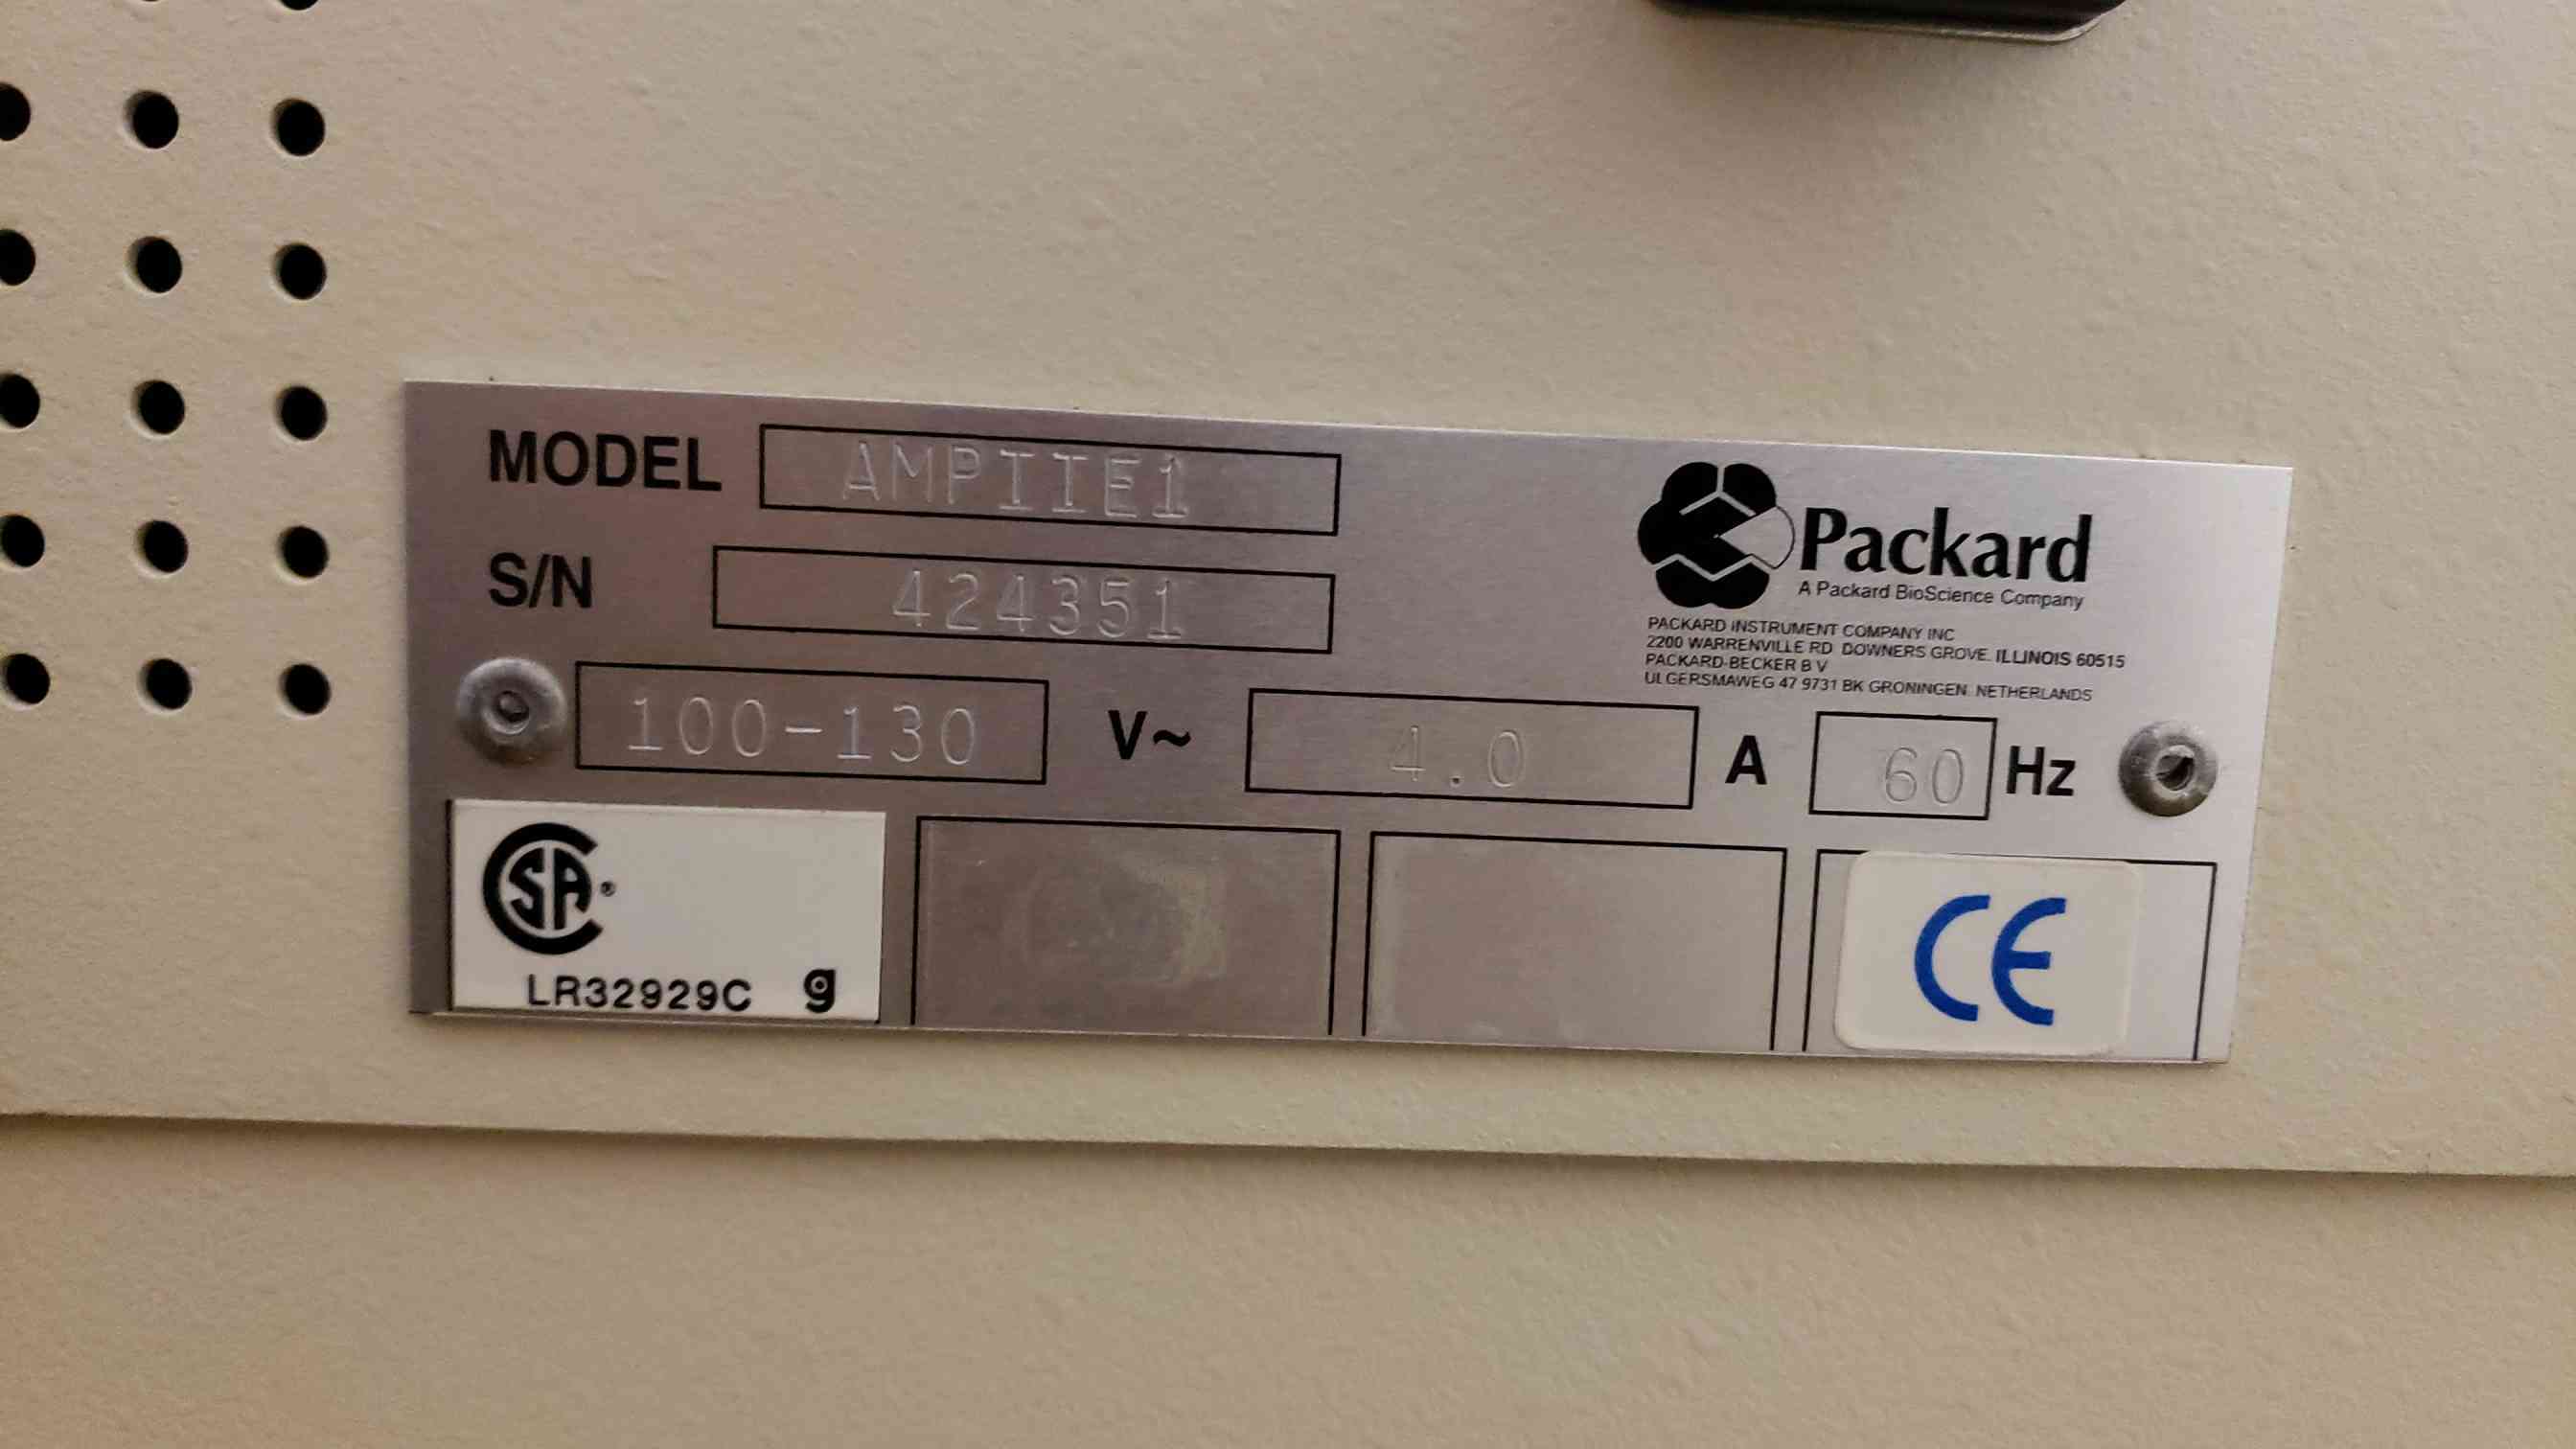 MODEL AMPIIE1
S/N 424351
Packard
A Packard BioScience Company
PACKARD INSTRUMENT COMPANY INC
2200 WARRENVILLE RD DOWNERS GROVE. ILLINOIS 60515
PACKARD-BECKER B V
ULGERSMAWEG 47 9731 BK GRONINGEN. NETHERLANDS
100-130 V~ 4.0 A 60 Hz
CSA®
LR32929C g
CE